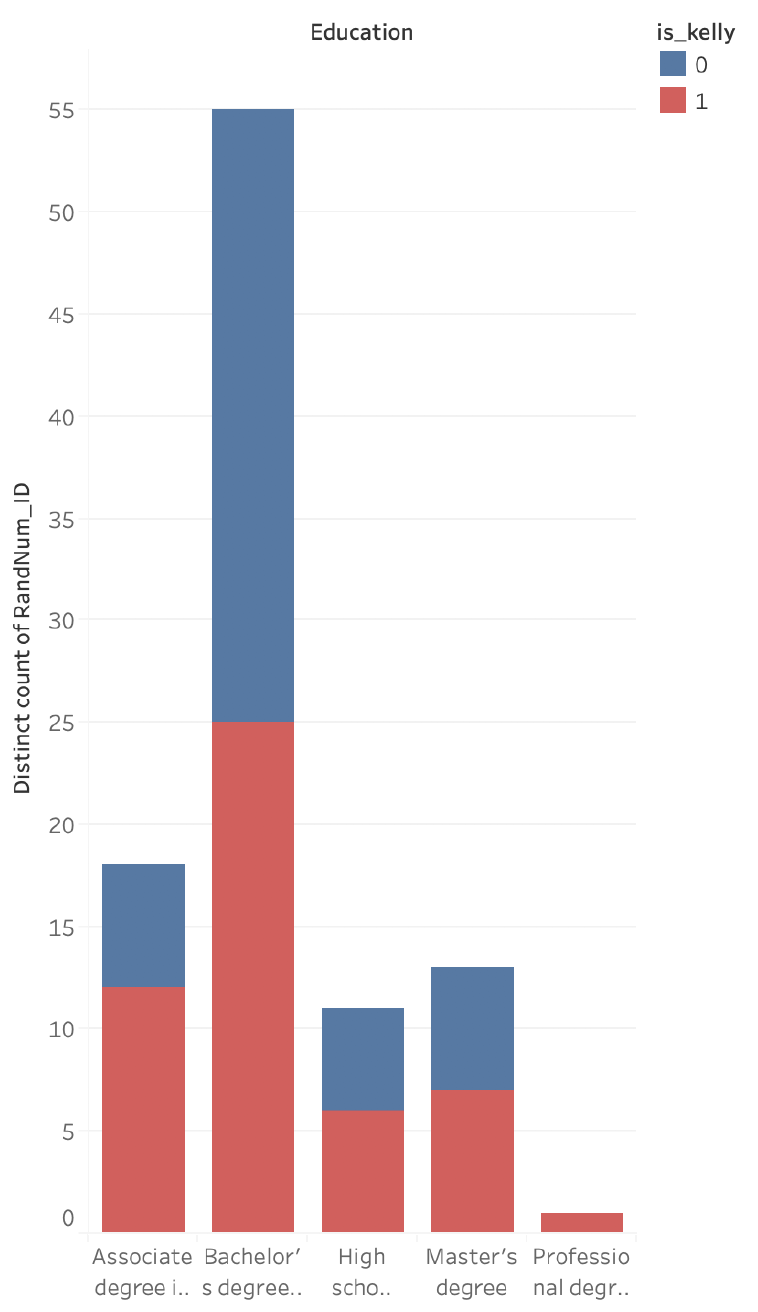 Education
is_kelly
0
1
Distinct count of RandNum_ID
55
50
45
40
35
30
25
20
15
10
5
0
Associate
degree i..
Bachelor’
s degree..
High
scho..
Master’s
degree
Professio
nal degr..